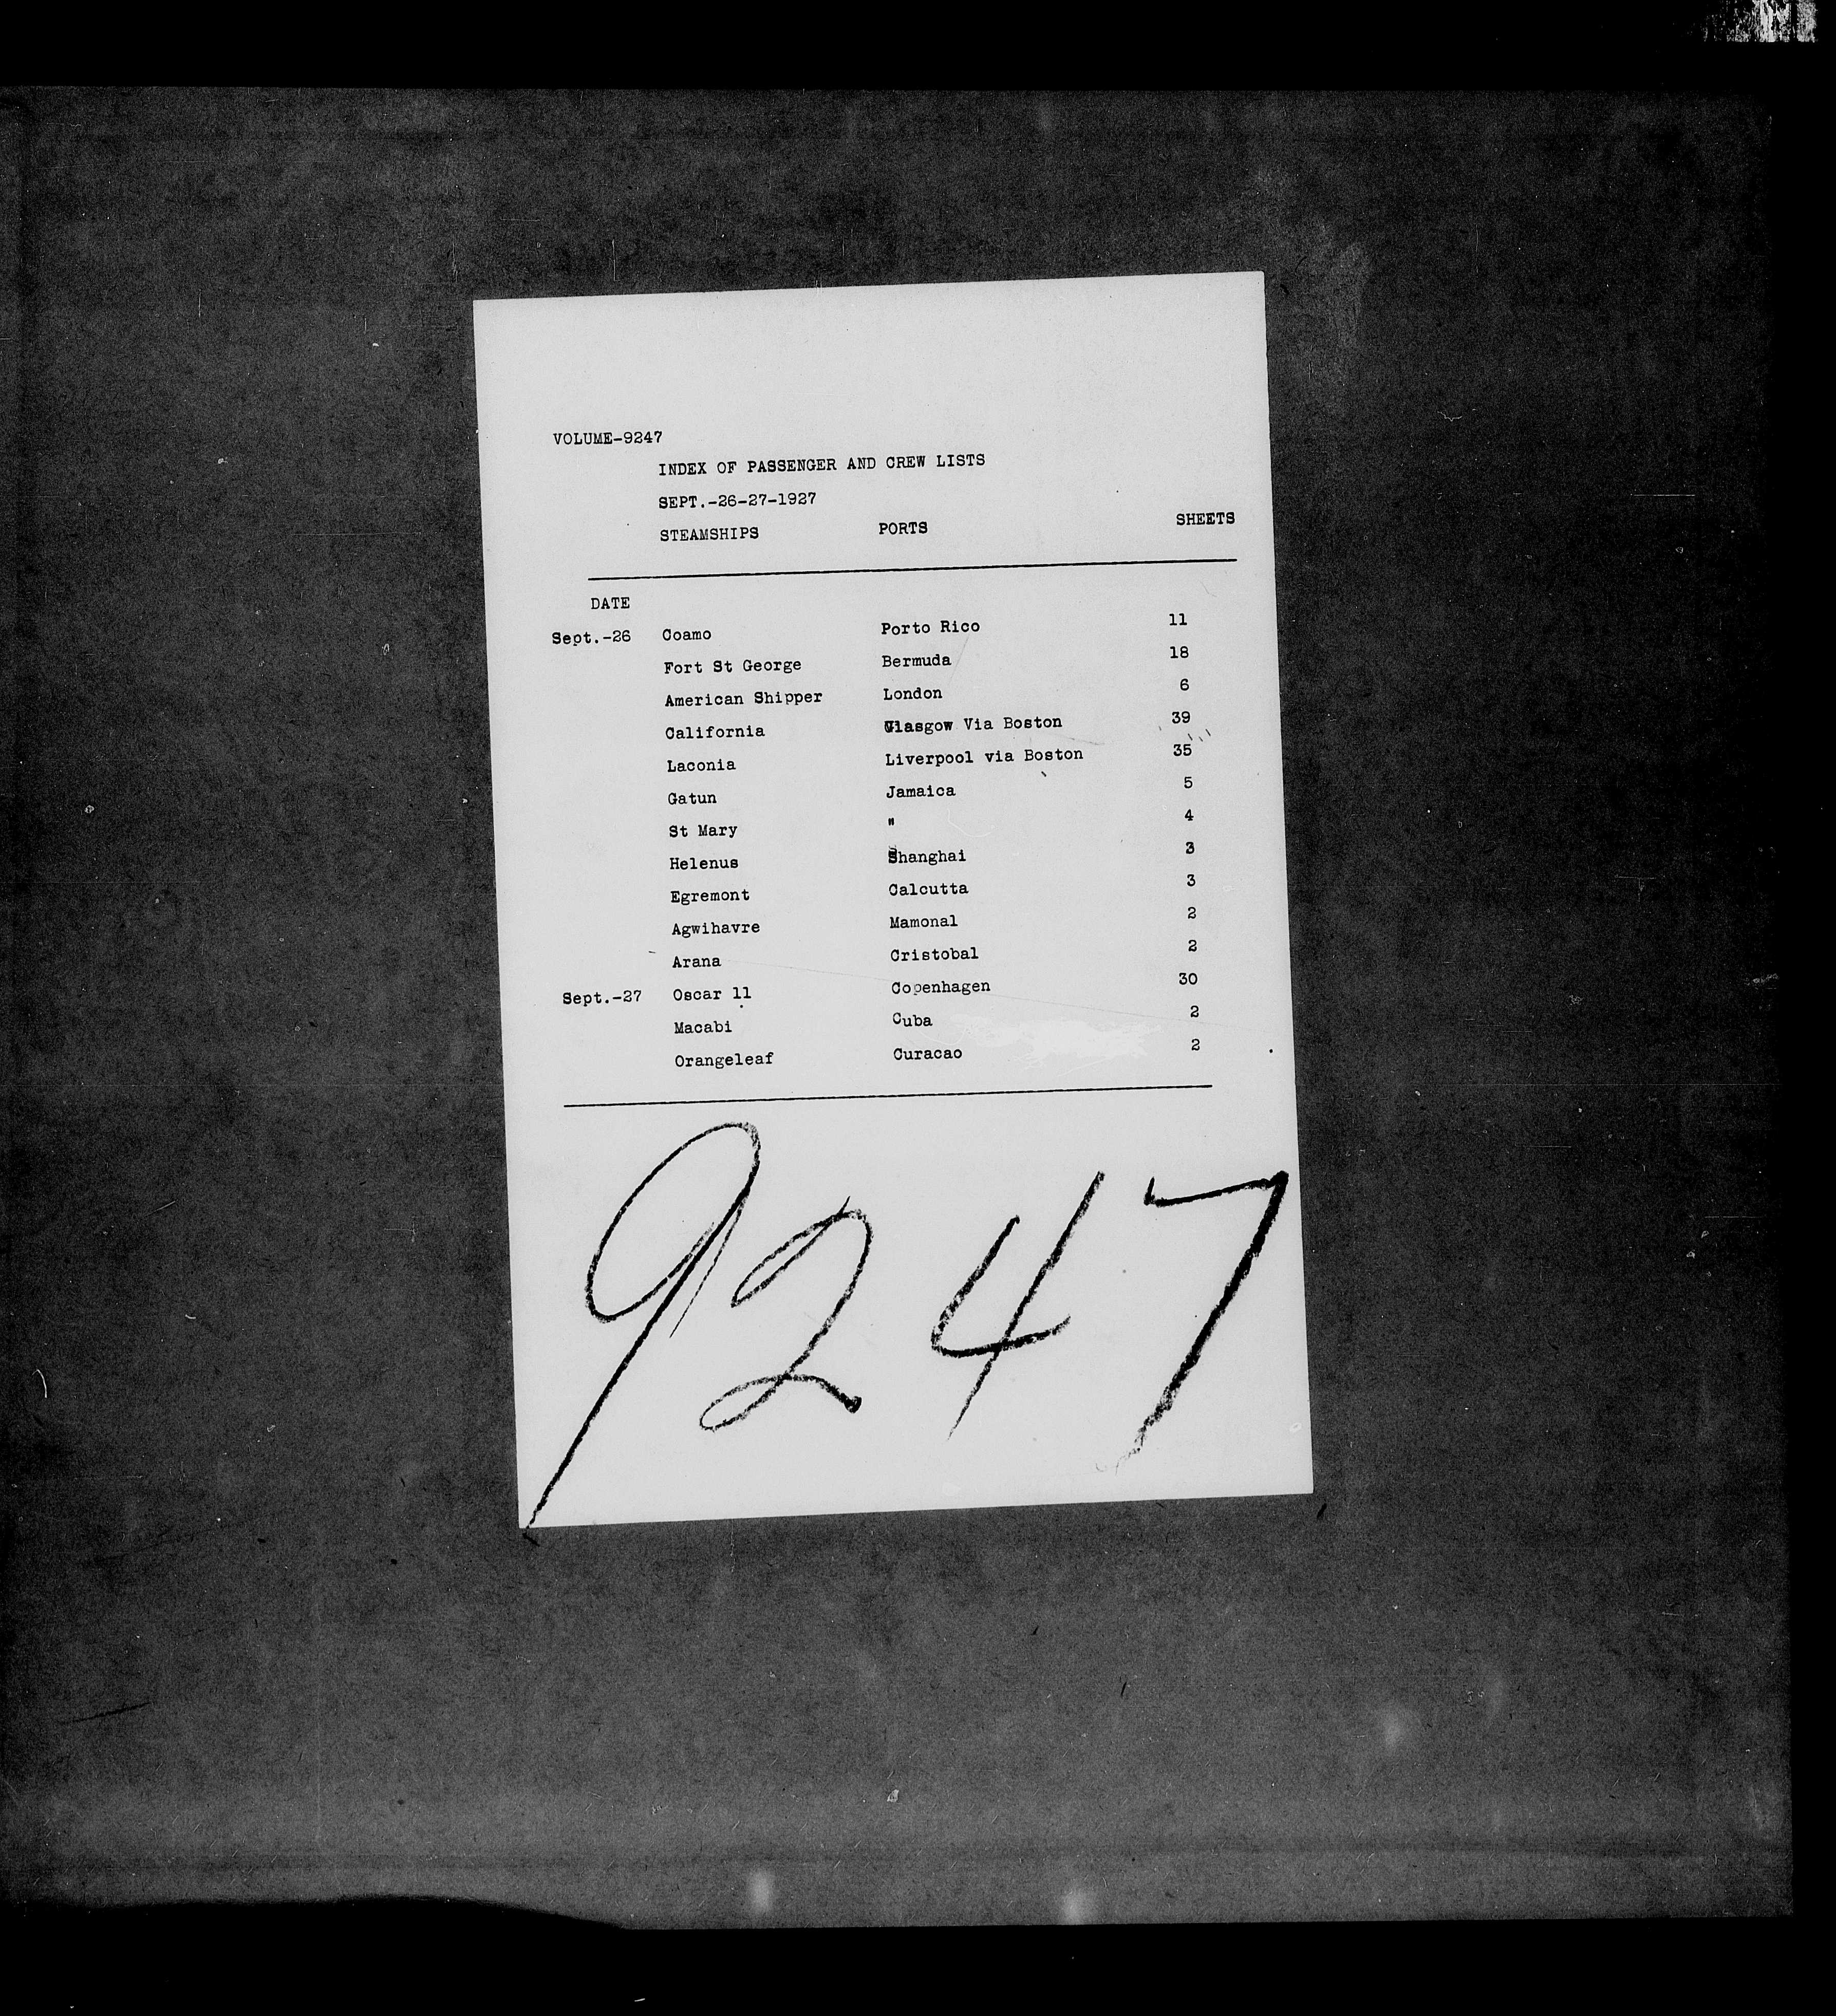 VOLUME-9247
INDEX OF PASSENGER AND CREW LISTS
SEPT.-26-27-1927
STEAMSHIPS PORTS SHEETS
DATE
Sept.-26 Coamo Porto Rico 11
Fort St George Bermuda 18
American Shipper London 6
California Glasgow Via Boston 39
Laconia Liverpool via Boston 35
Gatun Jamaica 5
St Mary " 4
Helenus Shanghai 3
Egremont Calcutta 3
Agwihavre Mamonal 2
Arana Cristobal 2
Sept.-27 Oscar 11 Copenhagen 30
Macabi Cuba 2
Orangeleaf Curacao 2
9247